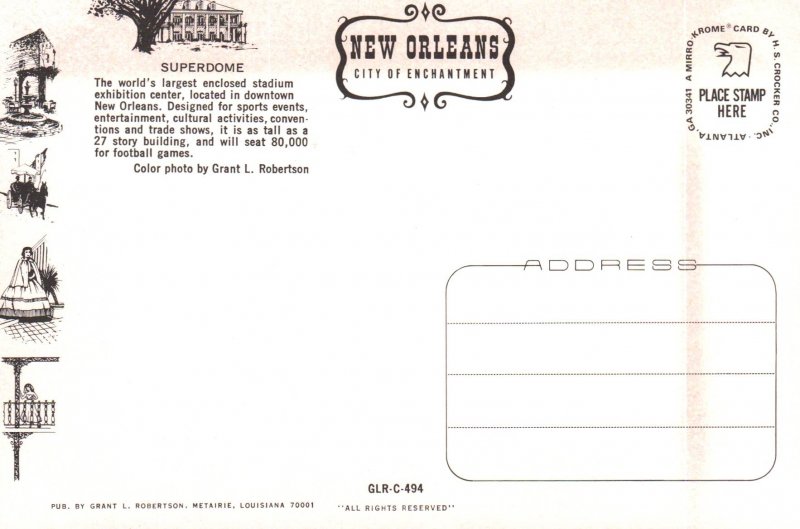 SUPERDOME
The world's largest enclosed stadium
exhibition center, located in downtown
New Orleans. Designed for sports events,
entertainment, cultural activities, conven-
tions and trade shows, it is as tall as a
27 story building, and will seat 80,000
for football games.
Color photo by Grant L. Robertson
NEW ORLEANS
CITY OF ENCHANTMENT
A MIRRO-KROME® CARD BY H. S. CROCKER CO., INC. ATLANTA, GA 30341
PLACE STAMP
HERE
ADDRESS
GLR-C-494
PUB. BY GRANT L. ROBERTSON, METAIRIE, LOUISIANA 70001
"ALL RIGHTS RESERVED"